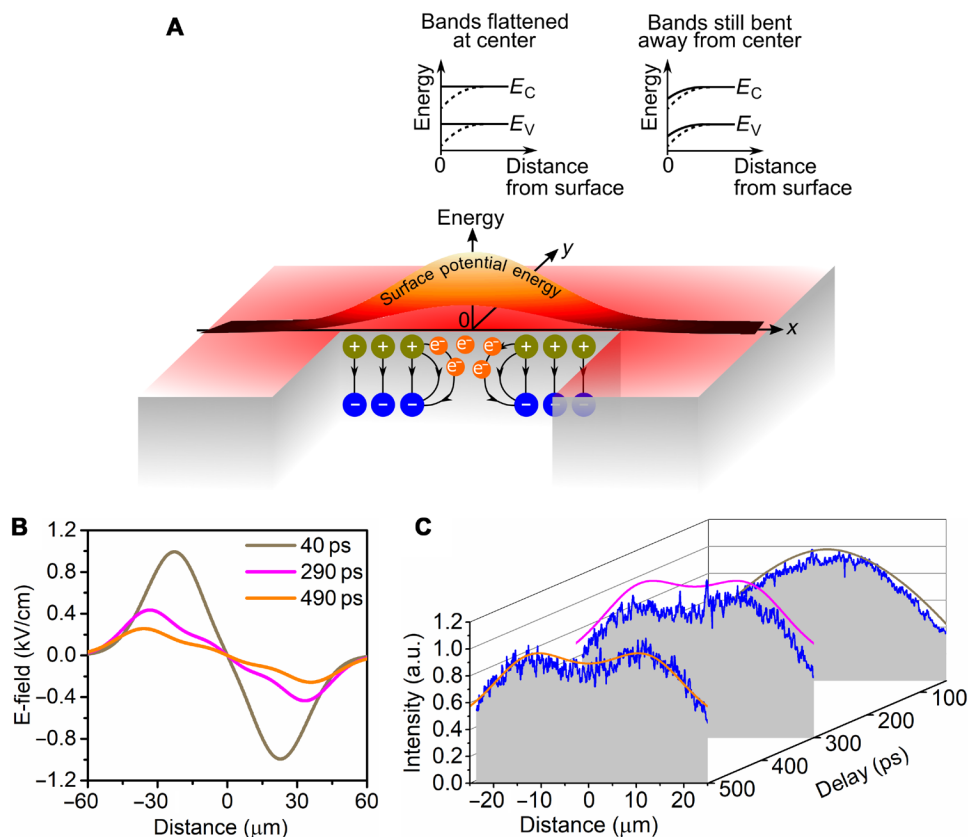 A
Bands flattened
at center
Energy
E_C
E_V
0
Distance
from surface
Bands still bent
away from center
Energy
E_C
E_V
0
Distance
from surface
Energy
y
Surface potential energy
0
x
+ + + e⁻ e⁻ e⁻ + + +
e⁻ e⁻
− − − − − −
B
1.2
0.8
0.4
0.0
−0.4
−0.8
−1.2
E-field (kV/cm)
40 ps
290 ps
490 ps
−60 −30 0 30 60
Distance (μm)
C
1.2
1.0
0.8
0.6
0.4
0.2
0.0
Intensity (a.u.)
−25 −20 −10 0 10 20 25
Distance (μm)
500 400 300 200 100
Delay (ps)